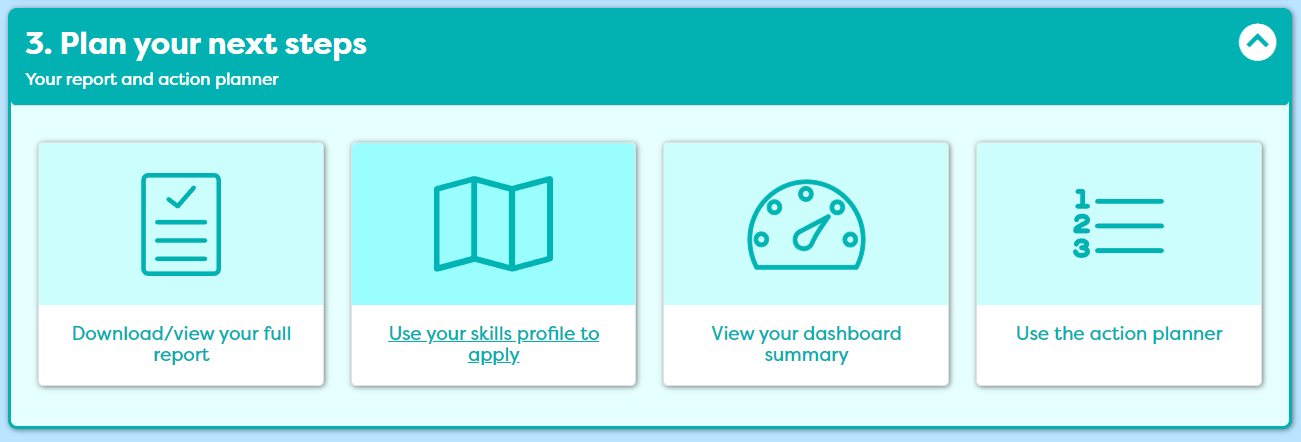 3. Plan your next steps
Your report and action planner
Download/view your full
report
Use your skills profile to
apply
View your dashboard
summary
1
2
3
Use the action planner